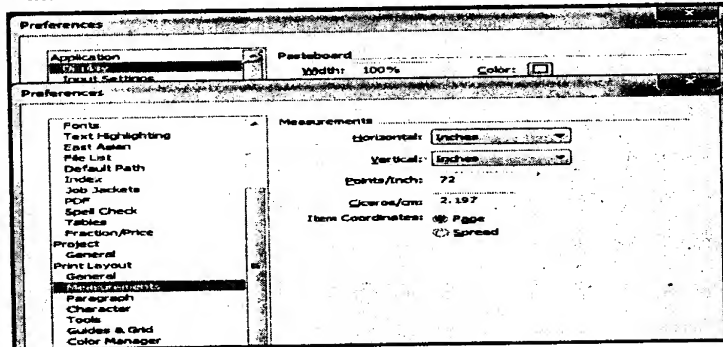 Preferences
Application
Display
Input Settings
Pasteboard
Width: 100% Color:
Preferences
Fonts
Text Highlighting
East Asian
File List
Default Path
Index
Job Jackets
PDF
Spell Check
Tables
Fraction/Price
Project
General
Print Layout
General
Measurements
Paragraph
Character
Tools
Guides & Grid
Color Manager
Measurements
Horizontal: Inches
Vertical: Inches
Points/Inch: 72
Ciceros/cm: 2.197
Item Coordinates: Page
Spread